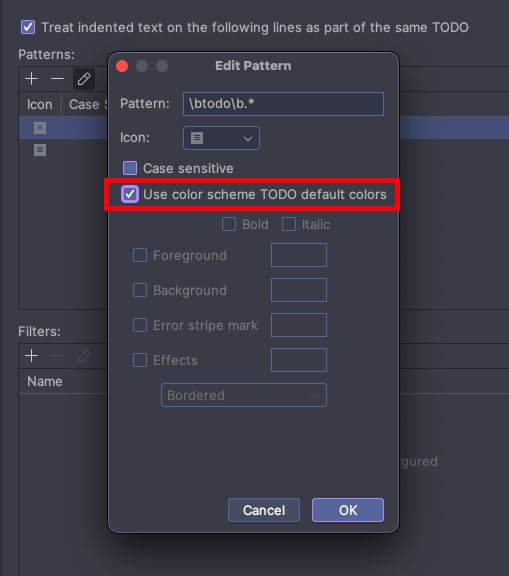 Treat indented text on the following lines as part of the same TODO
Patterns:
Icon Case S
Edit Pattern
Pattern: \btodo\b.*
Icon:
Case sensitive
Use color scheme TODO default colors
Bold Italic
Foreground
Background
Error stripe mark
Effects
Bordered
Filters:
Name
gured
Cancel OK